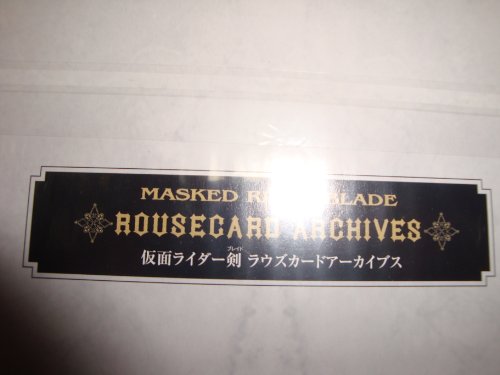 MASKED RIDER BLADE
ROUSECARD ARCHIVES
仮面ライダー剣 ラウズカードアーカイブス
ブレイド